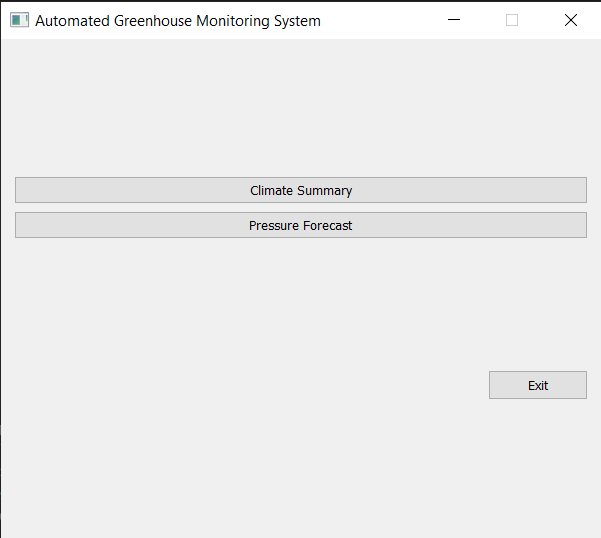 Automated Greenhouse Monitoring System
Climate Summary
Pressure Forecast
Exit